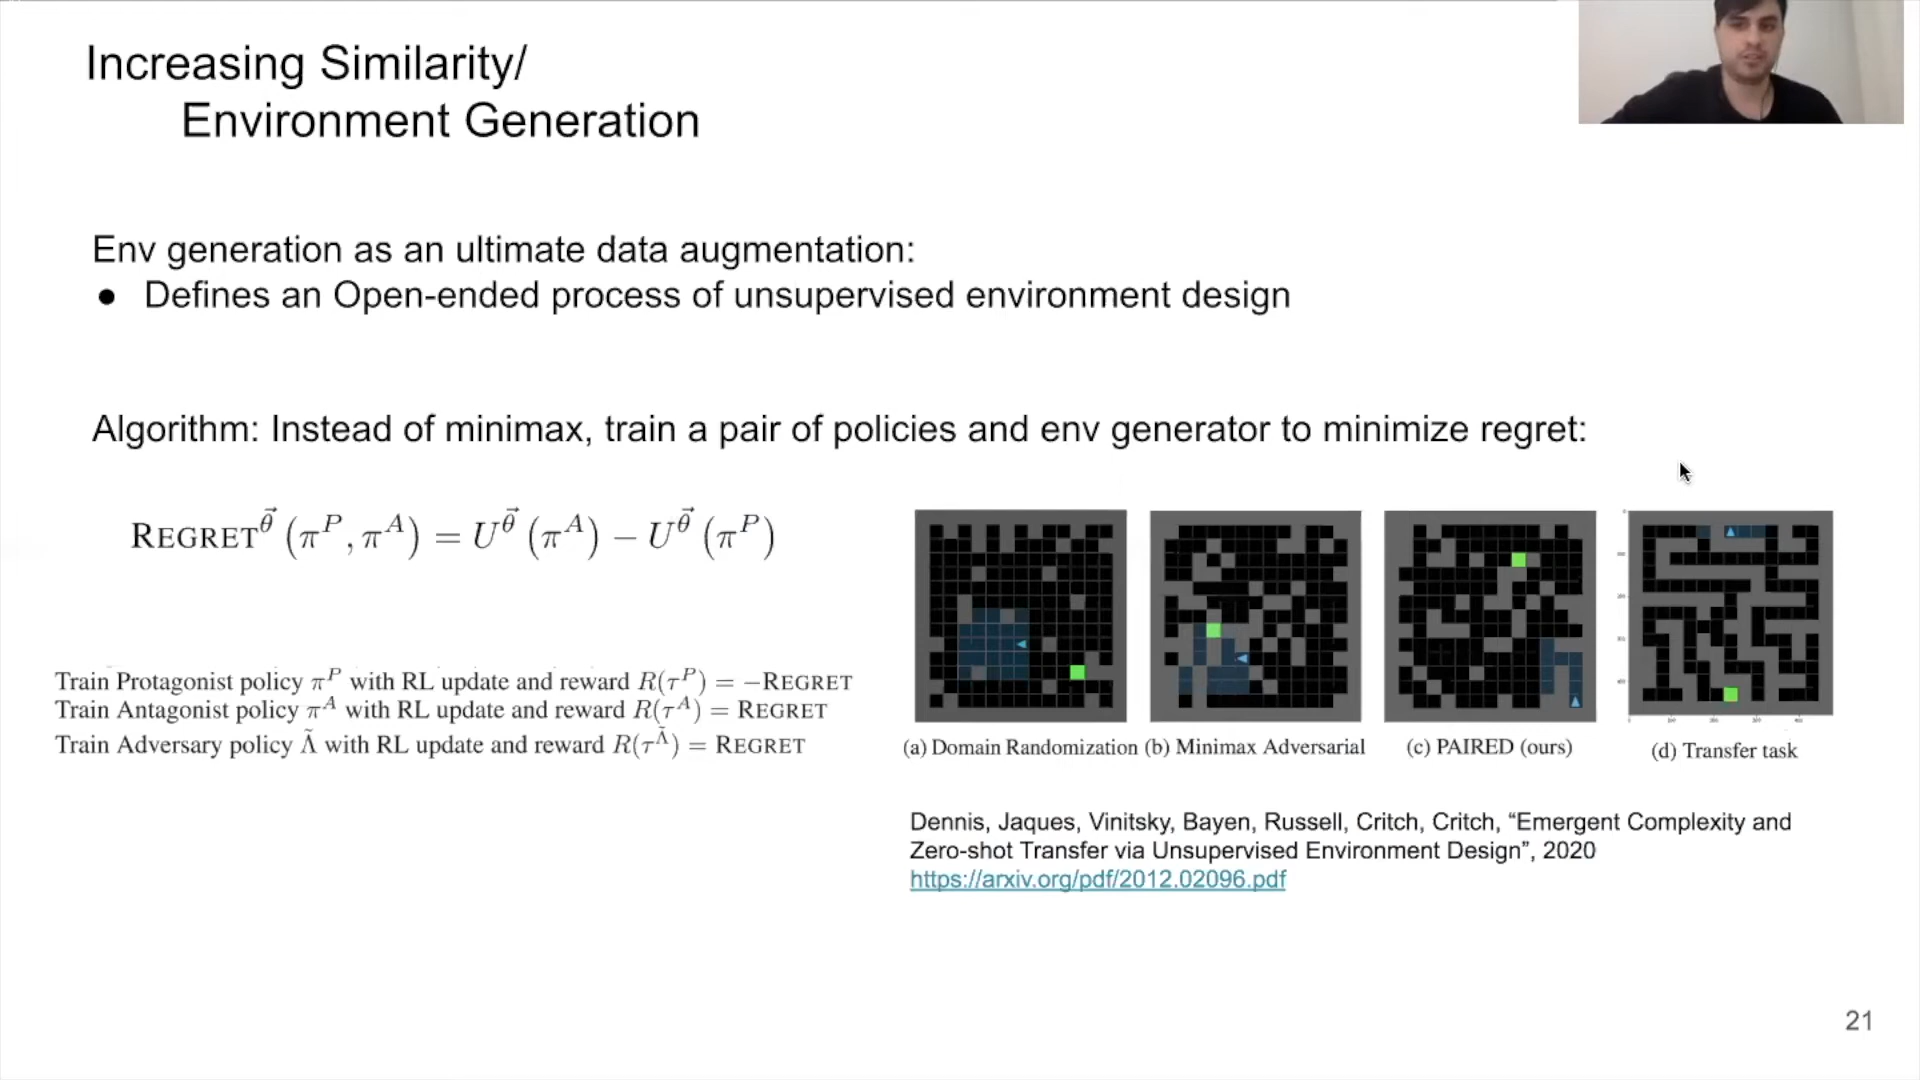 Increasing Similarity/
Environment Generation
Env generation as an ultimate data augmentation:
● Defines an Open-ended process of unsupervised environment design
Algorithm: Instead of minimax, train a pair of policies and env generator to minimize regret:
REGRET^θ⃗ (π^P, π^A) = U^θ⃗ (π^A) − U^θ⃗ (π^P)
Train Protagonist policy π^P with RL update and reward R(τ^P) = −REGRET
Train Antagonist policy π^A with RL update and reward R(τ^A) = REGRET
Train Adversary policy Λ̃ with RL update and reward R(τ^Λ̃) = REGRET
(a) Domain Randomization (b) Minimax Adversarial (c) PAIRED (ours) (d) Transfer task
Dennis, Jaques, Vinitsky, Bayen, Russell, Critch, Critch, “Emergent Complexity and
Zero-shot Transfer via Unsupervised Environment Design”, 2020
https://arxiv.org/pdf/2012.02096.pdf
21